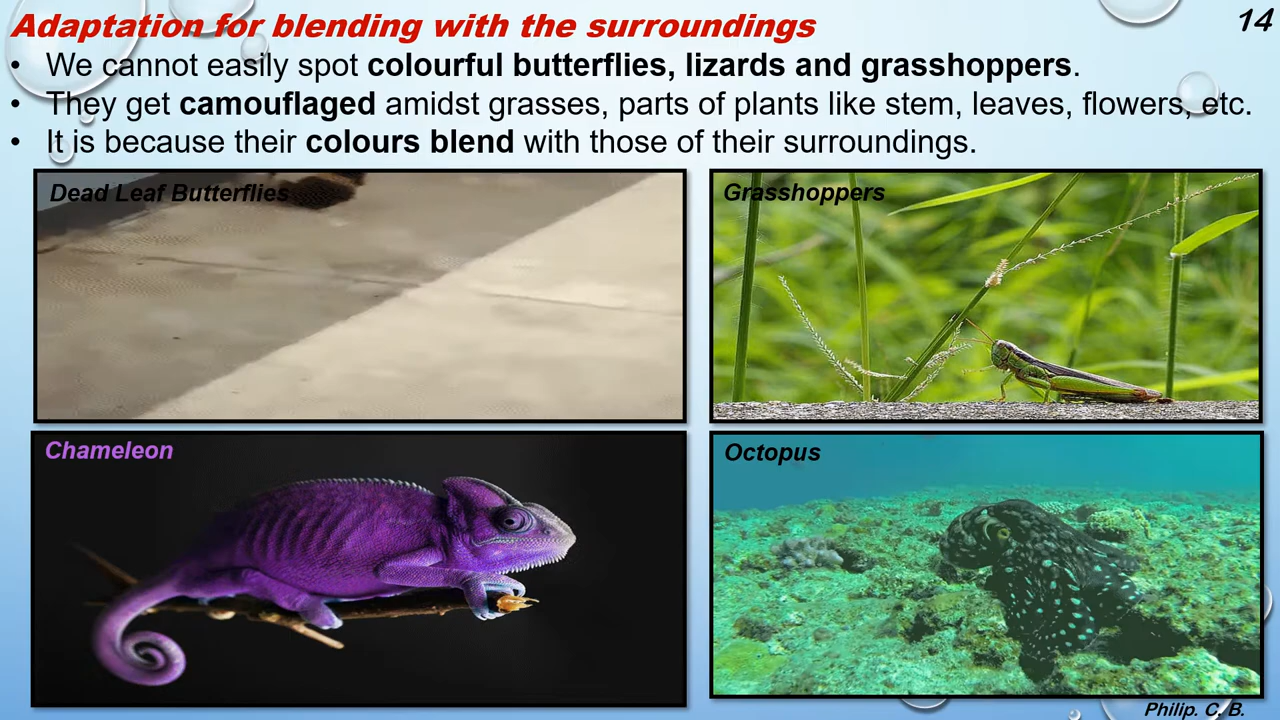 Adaptation for blending with the surroundings
14
• We cannot easily spot colourful butterflies, lizards and grasshoppers.
• They get camouflaged amidst grasses, parts of plants like stem, leaves, flowers, etc.
• It is because their colours blend with those of their surroundings.
Dead Leaf Butterflies
Grasshoppers
Chameleon
Octopus
Philip. C. B.